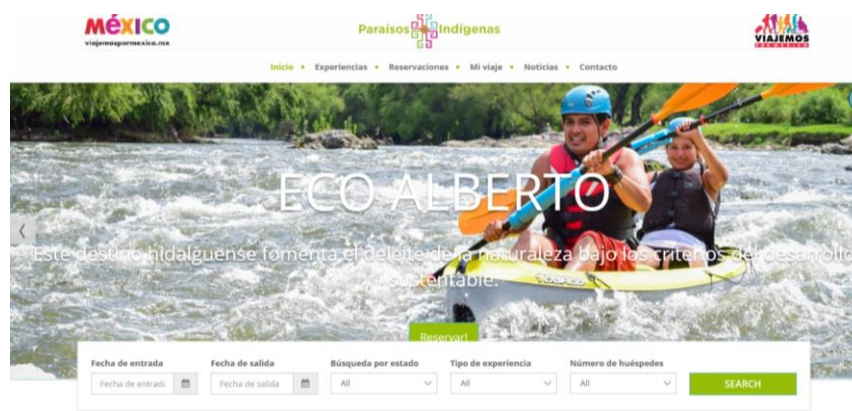 MÉXICO
viajemospormexico.mx
Paraísos Indígenas
VIAJEMOS
POR MÉXICO
Inicio • Experiencias • Reservaciones • Mi viaje • Noticias • Contacto
ECO ALBERTO
Este destino hidalguense fomenta el deleite de la naturaleza bajo los criterios del desarrollo
sustentable.
Reservar!
Fecha de entrada Fecha de salida Búsqueda por estado Tipo de experiencia Número de huéspedes
Fecha de entrada Fecha de salida All All All SEARCH